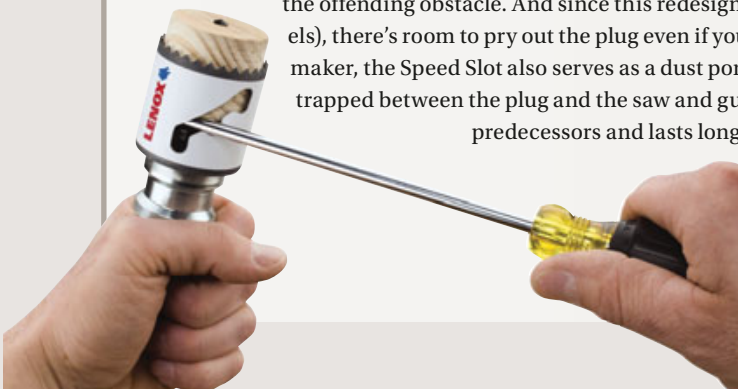 the offending obstacle. And since this redesign
els), there's room to pry out the plug even if you
maker, the Speed Slot also serves as a dust por
trapped between the plug and the saw and gu
predecessors and lasts long
LENOX